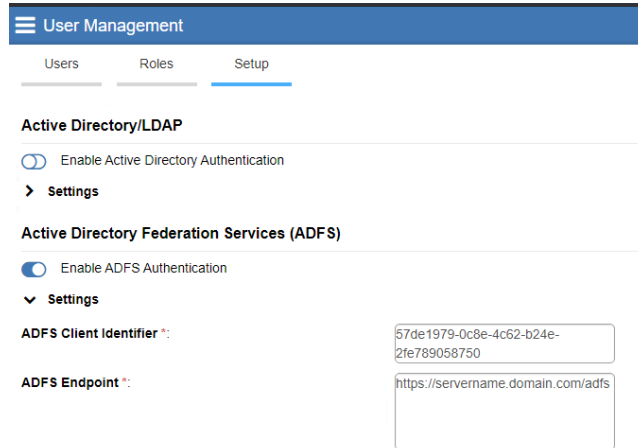 User Management
Users Roles Setup
Active Directory/LDAP
Enable Active Directory Authentication
Settings
Active Directory Federation Services (ADFS)
Enable ADFS Authentication
Settings
ADFS Client Identifier *:
57de1979-0c8e-4c62-b24e-
2fe789058750
ADFS Endpoint *:
https://servername.domain.com/adfs